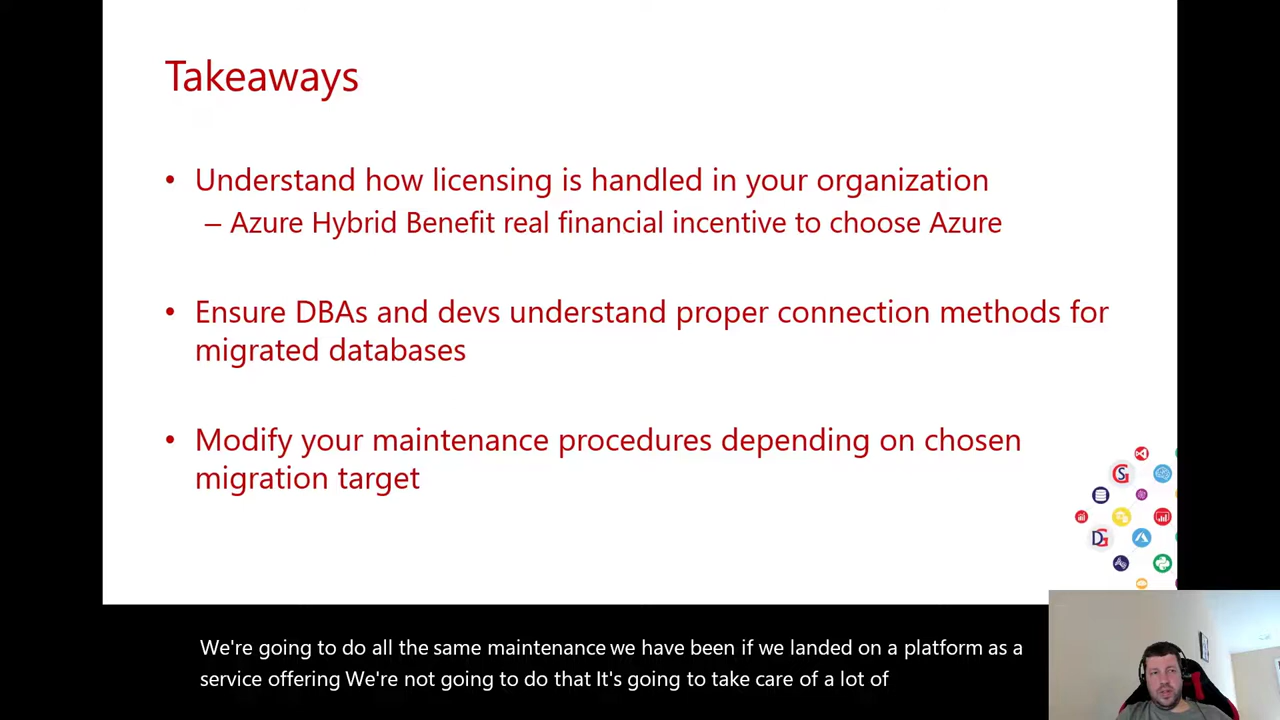 Takeaways
• Understand how licensing is handled in your organization
– Azure Hybrid Benefit real financial incentive to choose Azure
• Ensure DBAs and devs understand proper connection methods for
migrated databases
• Modify your maintenance procedures depending on chosen
migration target
We're going to do all the same maintenance we have been if we landed on a platform as a
service offering We're not going to do that It's going to take care of a lot of